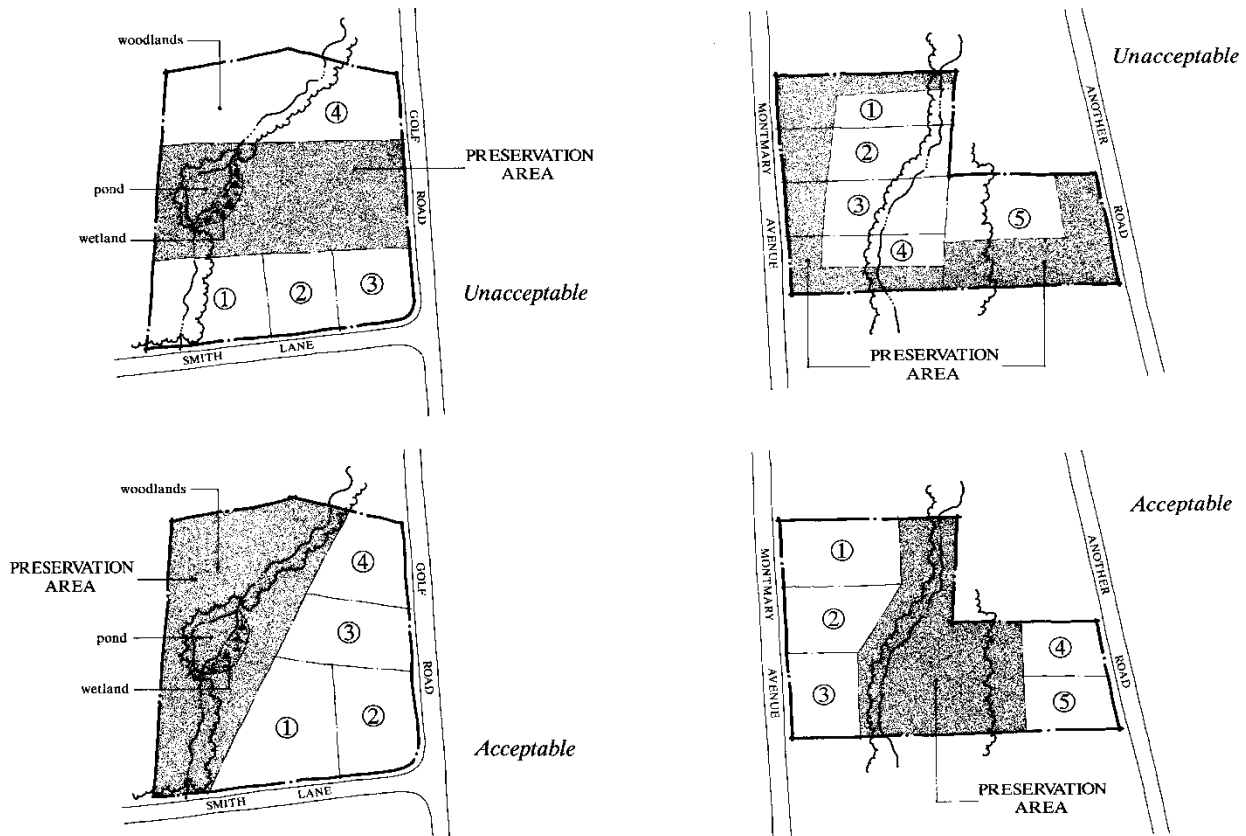 woodlands
④
GOLF
ROAD
PRESERVATION
AREA
pond
wetland
①
②
③
Unacceptable
SMITH
LANE
Unacceptable
MONTMARY
AVENUE
ANOTHER
ROAD
①
②
③
④
⑤
PRESERVATION
AREA
woodlands
PRESERVATION
AREA
pond
wetland
④
③
①
②
GOLF
ROAD
Acceptable
SMITH
LANE
Acceptable
MONTMARY
AVENUE
ANOTHER
ROAD
①
②
③
④
⑤
PRESERVATION
AREA